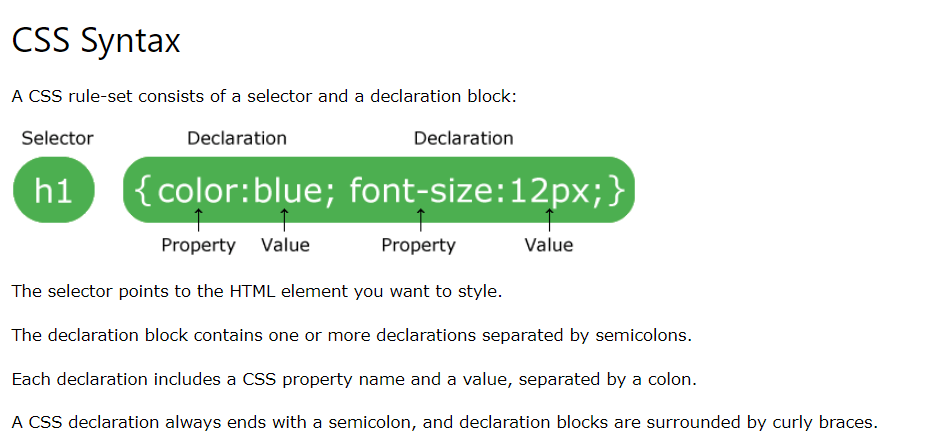 CSS Syntax
A CSS rule-set consists of a selector and a declaration block:
Selector Declaration Declaration
h1 {color:blue; font-size:12px;}
Property Value Property Value
The selector points to the HTML element you want to style.
The declaration block contains one or more declarations separated by semicolons.
Each declaration includes a CSS property name and a value, separated by a colon.
A CSS declaration always ends with a semicolon, and declaration blocks are surrounded by curly braces.